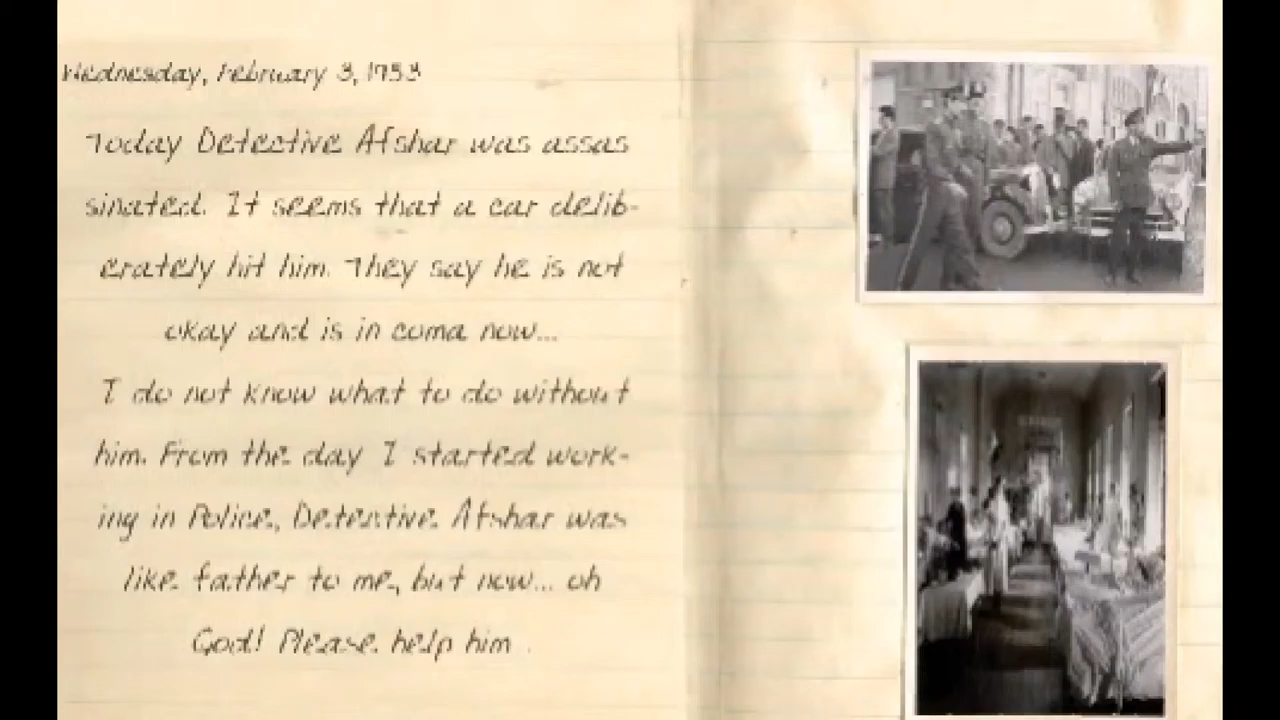 Wednesday, February 3, 1953
Today Detective Afshar was assas
sinated. It seems that a car delib-
erately hit him. They say he is not
okay and is in coma now...
I do not know what to do without
him. From the day I started work-
ing in Police, Detective Afshar was
like father to me, but now... oh
God! Please help him.